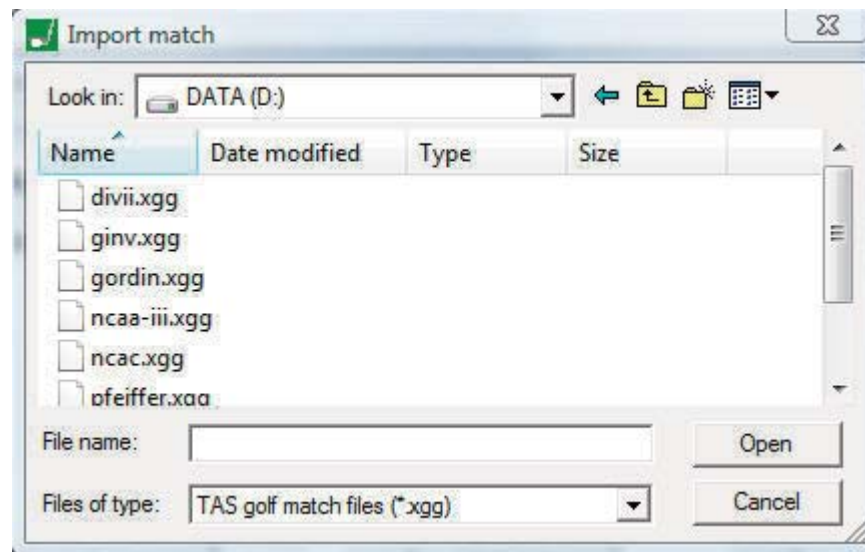 Import match
Look in: DATA (D:)
Name Date modified Type Size
divii.xgg
ginv.xgg
gordin.xgg
ncaa-iii.xgg
ncac.xgg
pfeiffer.xgg
File name: Open
Files of type: TAS golf match files (*.xgg) Cancel